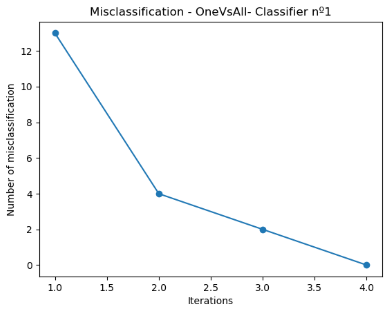 Misclassification - OneVsAll- Classifier nº1
Number of misclassification
12
10
8
6
4
2
0
1.0 1.5 2.0 2.5 3.0 3.5 4.0
Iterations